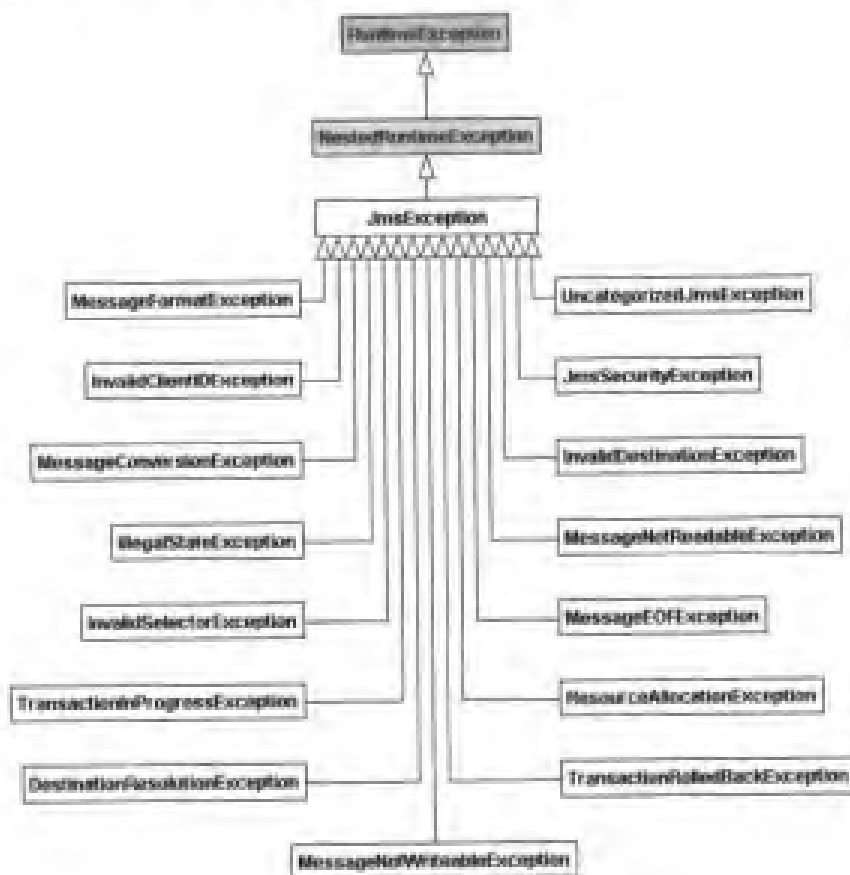 RuntimeException
NestedRuntimeException
JmsException
MessageFormatException
UncategorizedJmsException
InvalidClientIDException
JmsSecurityException
MessageConversionException
InvalidDestinationException
IllegalStateException
MessageNotReadableException
InvalidSelectorException
MessageEOFException
TransactionInProgressException
ResourceAllocationException
DestinationResolutionException
TransactionRolledBackException
MessageNotWriteableException